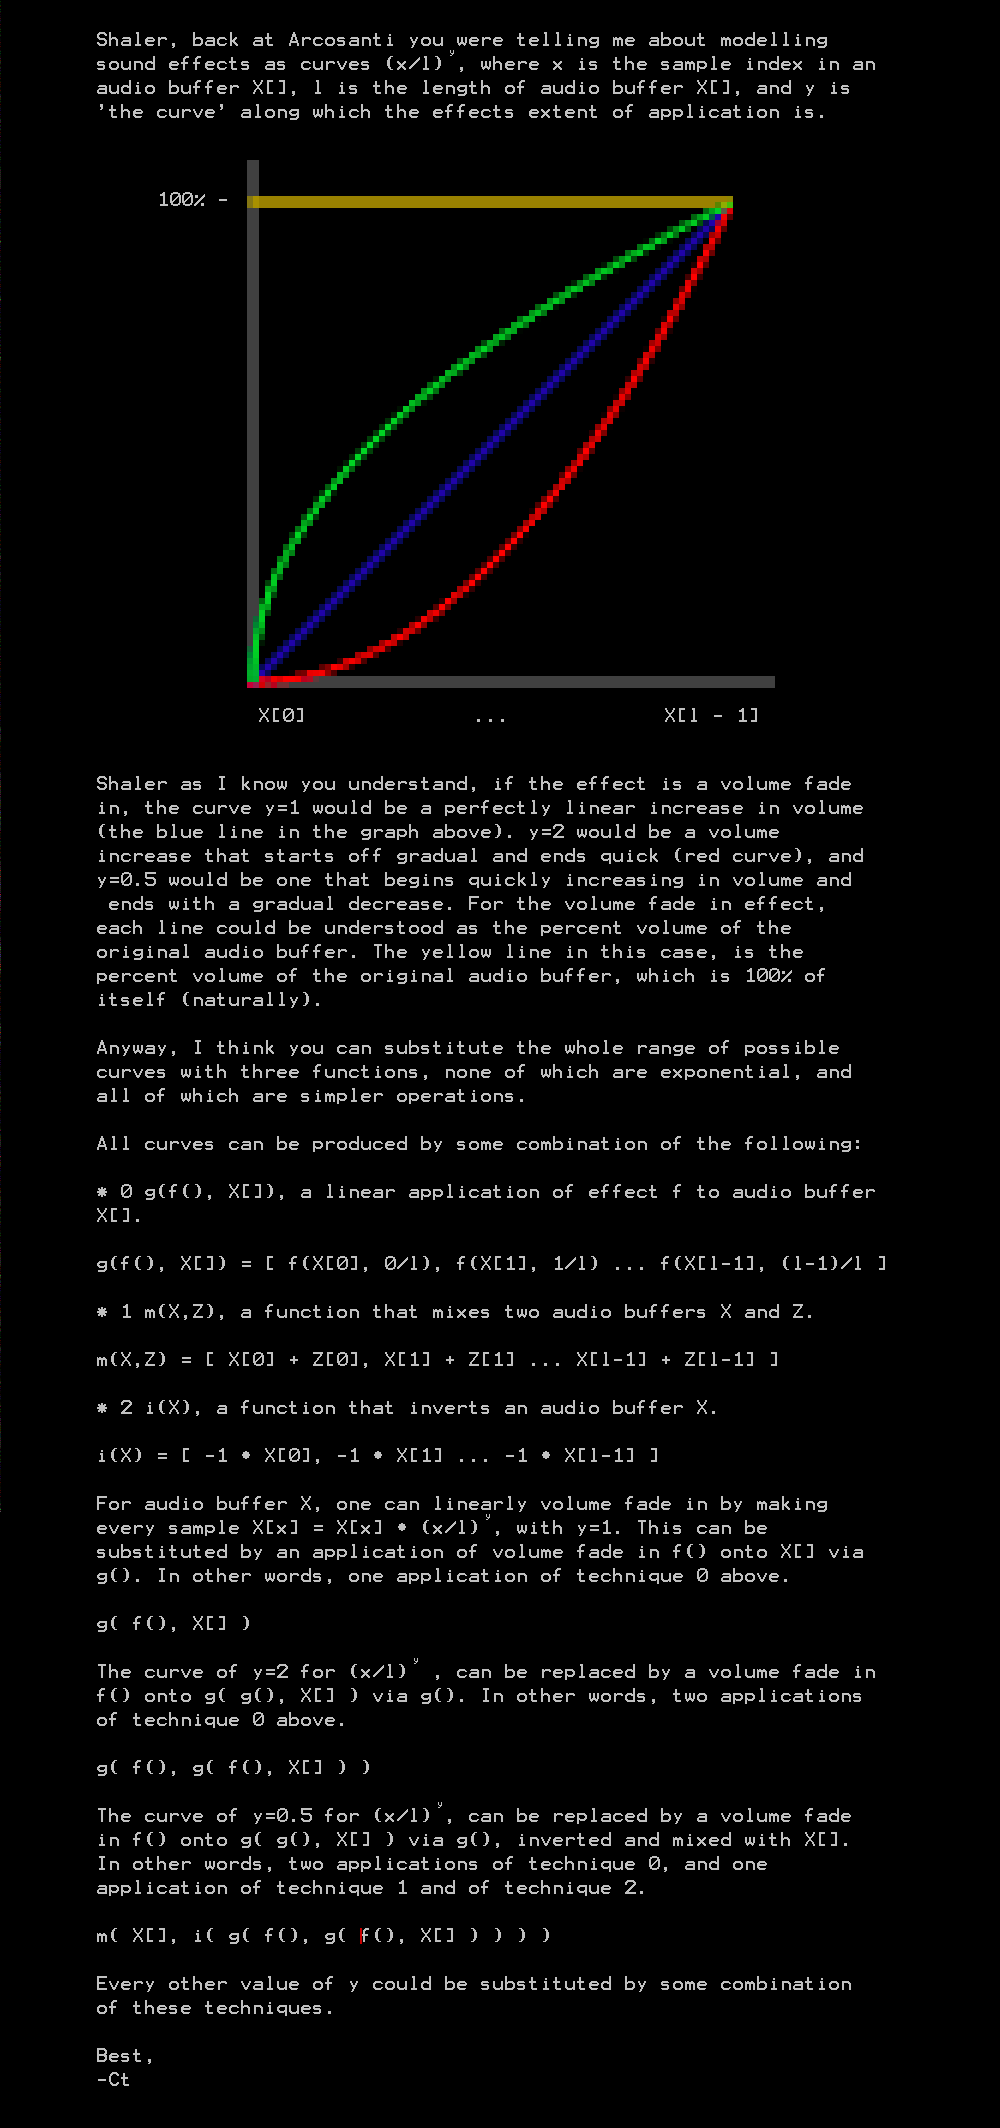 Shaler, back at Arcosanti you were telling me about modelling
sound effects as curves (x/l)ʸ, where x is the sample index in an
audio buffer X[], l is the length of audio buffer X[], and y is
'the curve' along which the effects extent of application is.
100% -
X[0] ... X[l - 1]
Shaler as I know you understand, if the effect is a volume fade
in, the curve y=1 would be a perfectly linear increase in volume
(the blue line in the graph above). y=2 would be a volume
increase that starts off gradual and ends quick (red curve), and
y=0.5 would be one that begins quickly increasing in volume and
ends with a gradual decrease. For the volume fade in effect,
each line could be understood as the percent volume of the
original audio buffer. The yellow line in this case, is the
percent volume of the original audio buffer, which is 100% of
itself (naturally).
Anyway, I think you can substitute the whole range of possible
curves with three functions, none of which are exponential, and
all of which are simpler operations.
All curves can be produced by some combination of the following:
* 0 g(f(), X[]), a linear application of effect f to audio buffer
X[].
g(f(), X[]) = [ f(X[0], 0/l), f(X[1], 1/l) ... f(X[l-1], (l-1)/l ]
* 1 m(X,Z), a function that mixes two audio buffers X and Z.
m(X,Z) = [ X[0] + Z[0], X[1] + Z[1] ... X[l-1] + Z[l-1] ]
* 2 i(X), a function that inverts an audio buffer X.
i(X) = [ -1 • X[0], -1 • X[1] ... -1 • X[l-1] ]
For audio buffer X, one can linearly volume fade in by making
every sample X[x] = X[x] • (x/l)ʸ, with y=1. This can be
substituted by an application of volume fade in f() onto X[] via
g(). In other words, one application of technique 0 above.
g( f(), X[] )
The curve of y=2 for (x/l)ʸ , can be replaced by a volume fade in
f() onto g( g(), X[] ) via g(). In other words, two applications
of technique 0 above.
g( f(), g( f(), X[] ) )
The curve of y=0.5 for (x/l)ʸ, can be replaced by a volume fade
in f() onto g( g(), X[] ) via g(), inverted and mixed with X[].
In other words, two applications of technique 0, and one
application of technique 1 and of technique 2.
m( X[], i( g( f(), g( f(), X[] ) ) ) )
Every other value of y could be substituted by some combination
of these techniques.
Best,
-Ct